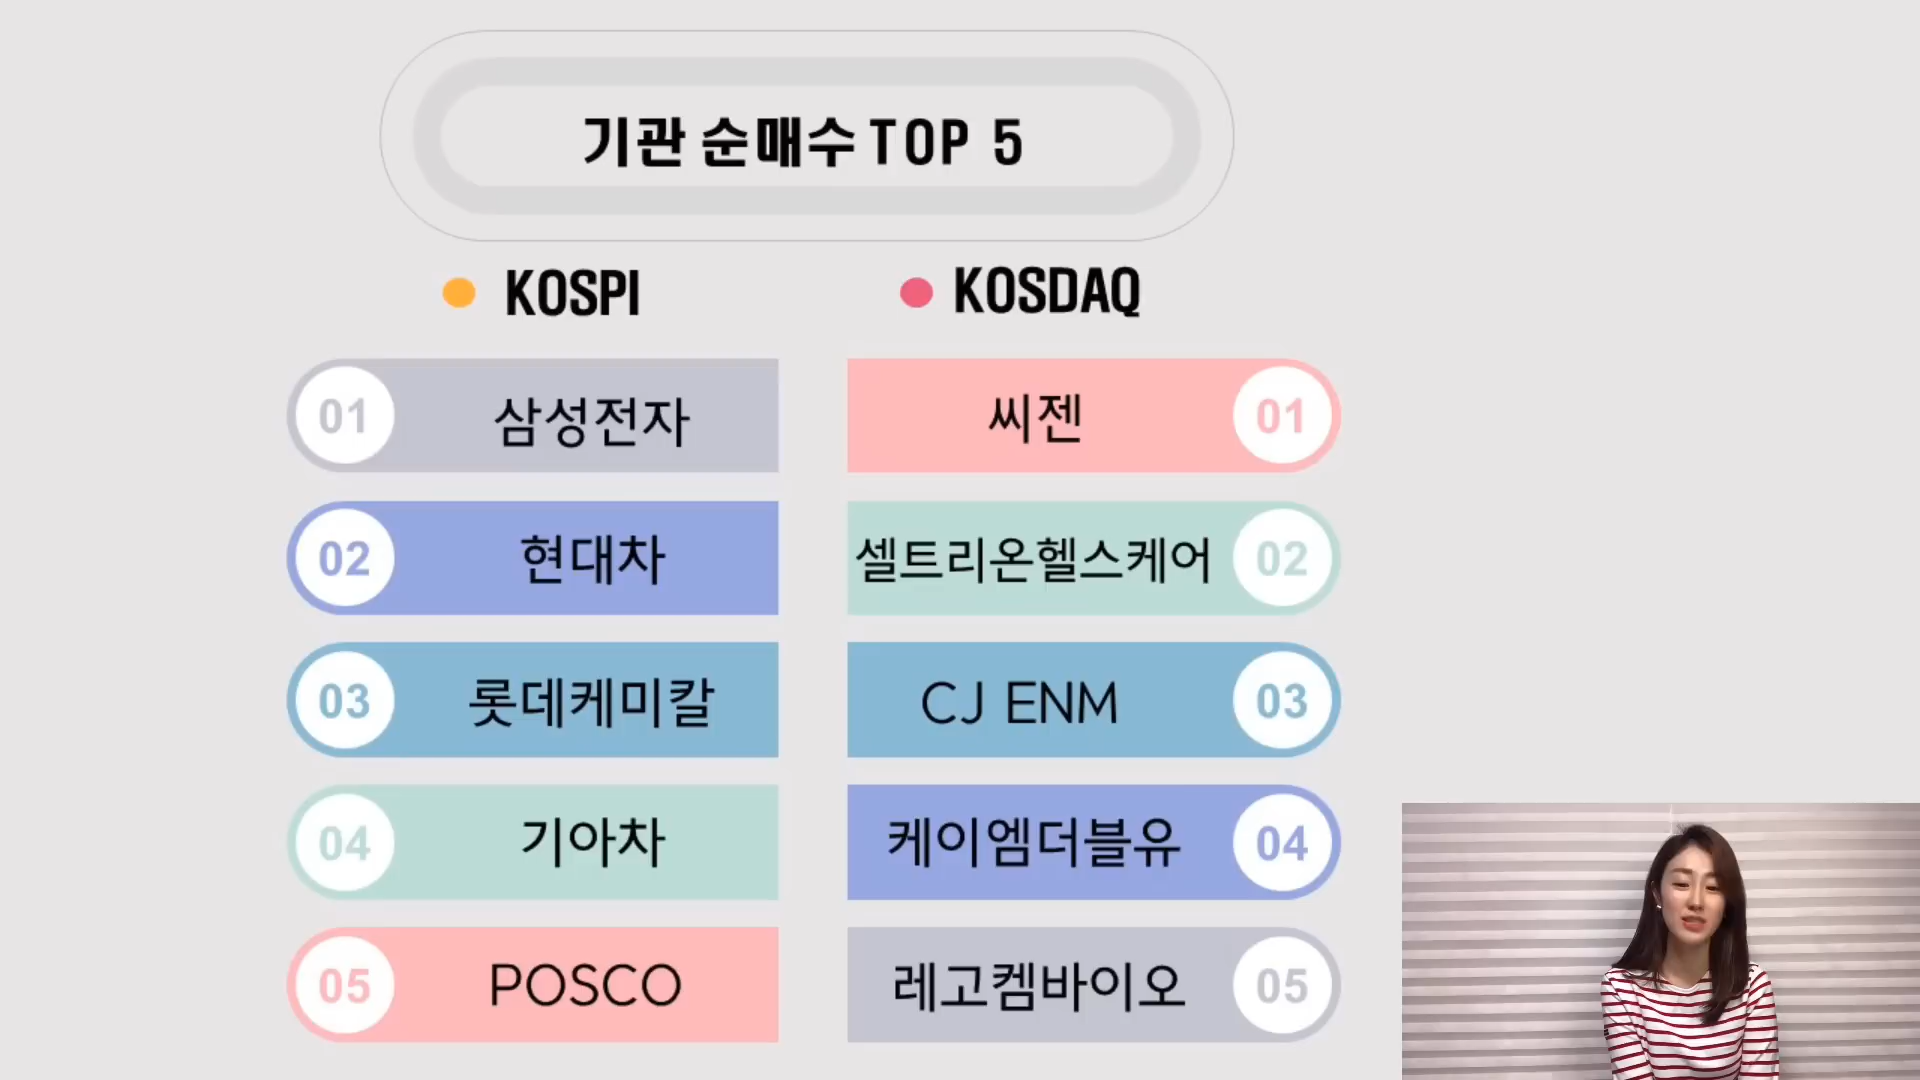 기관 순매수 TOP 5
KOSPI
KOSDAQ
01 삼성전자
씨젠 01
02 현대차
셀트리온헬스케어 02
03 롯데케미칼
CJ ENM 03
04 기아차
케이엠더블유 04
05 POSCO
레고켐바이오 05